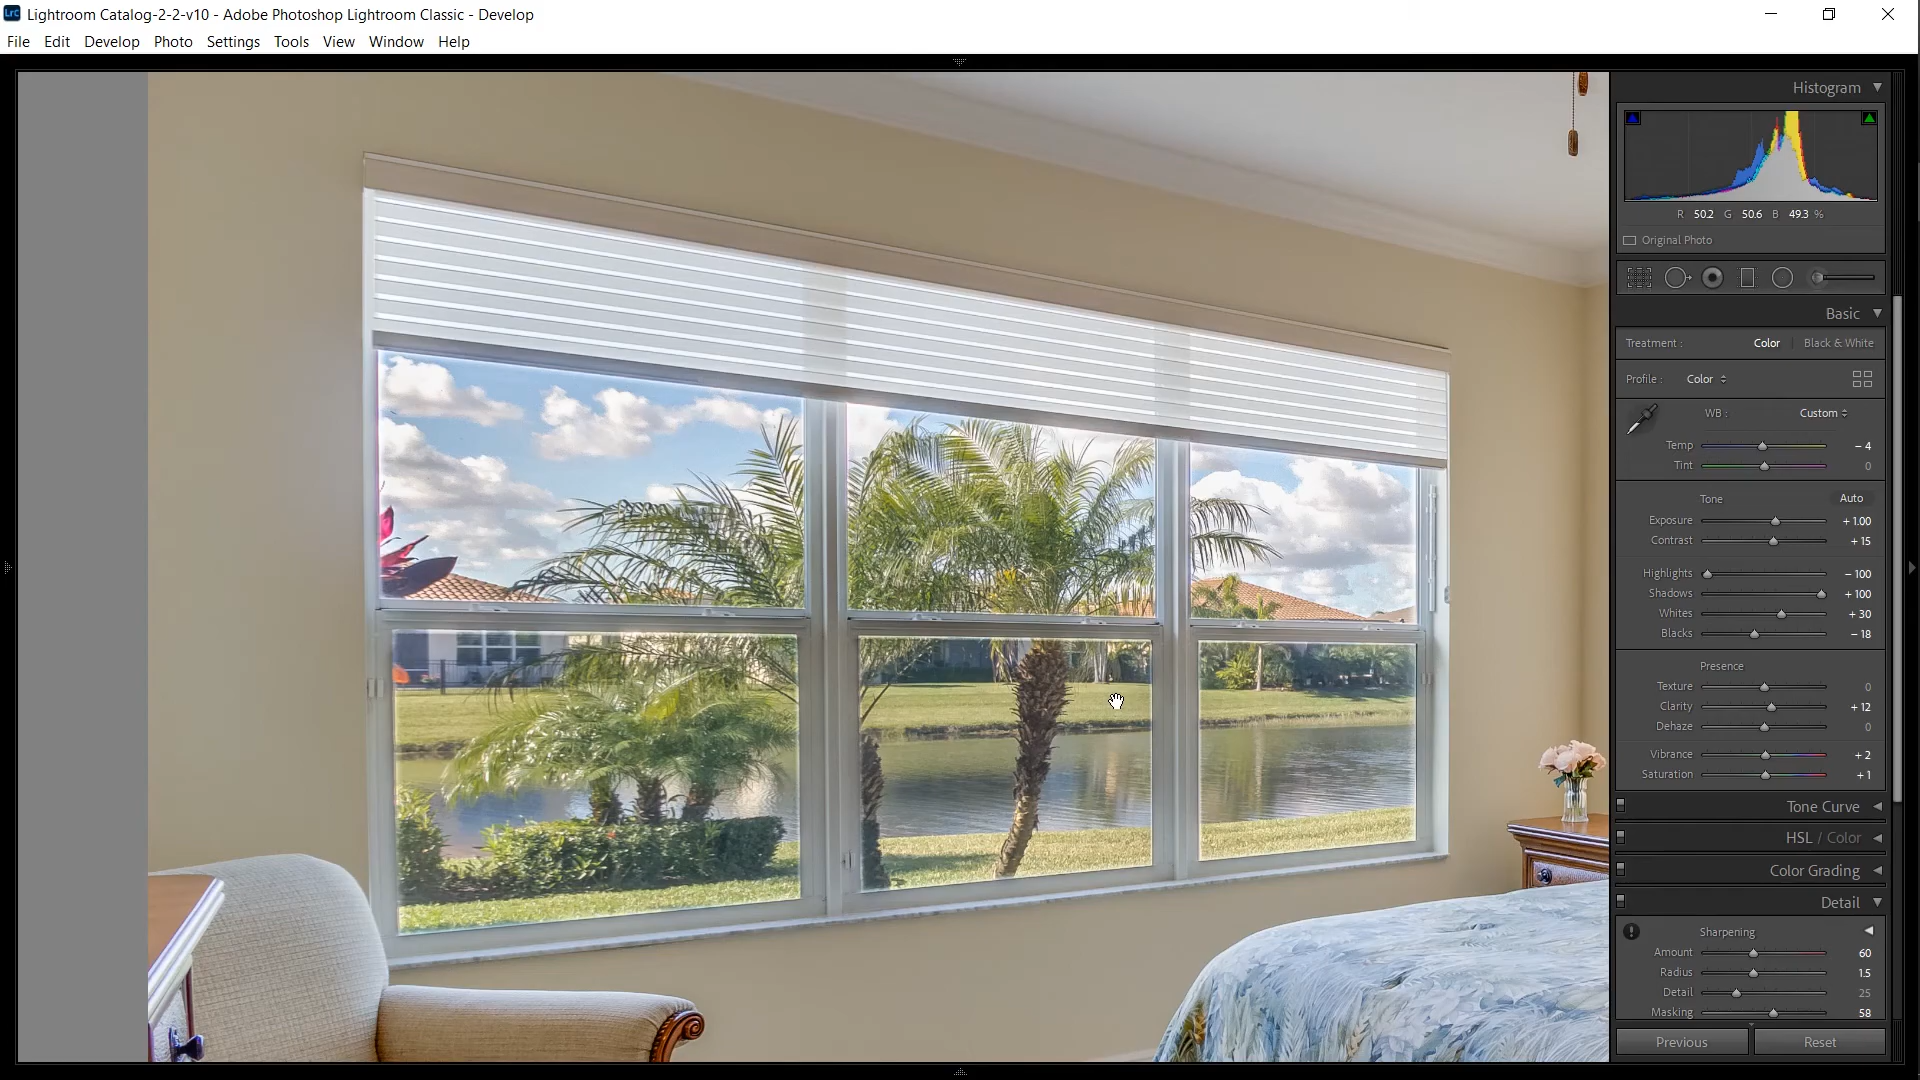 Lightroom Catalog-2-2-v10 - Adobe Photoshop Lightroom Classic - Develop
File Edit Develop Photo Settings Tools View Window Help
Histogram
R 50.2 G 50.6 B 49.3 %
Original Photo
Basic
Treatment : Color Black & White
Profile : Color
WB : Custom
Temp - 4
Tint 0
Tone Auto
Exposure + 1.00
Contrast + 15
Highlights - 100
Shadows + 100
Whites + 30
Blacks - 18
Presence
Texture 0
Clarity + 12
Dehaze 0
Vibrance + 2
Saturation + 1
Tone Curve
HSL / Color
Color Grading
Detail
Sharpening
Amount 60
Radius 1.5
Detail 25
Masking 58
Previous Reset